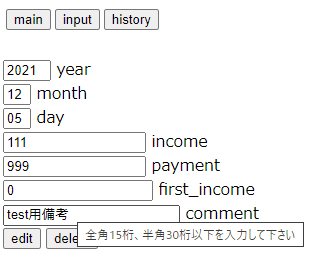 main input history
2021 year
12 month
05 day
111 income
999 payment
0 first_income
test用備考 comment
edit
全角15桁、半角30桁以下を入力して下さい